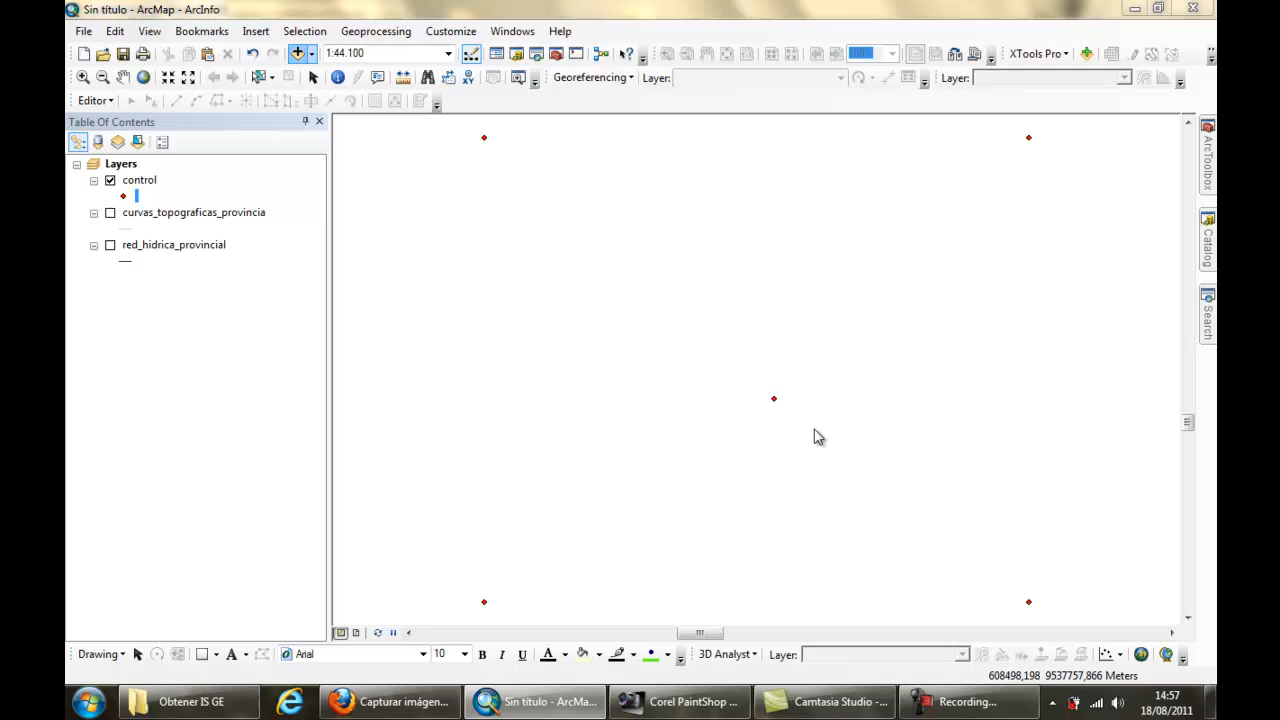 Sin título - ArcMap - ArcInfo
File Edit View Bookmarks Insert Selection Geoprocessing Customize Windows Help
1:44.100 XTools Pro
Georeferencing Layer: Layer:
Editor
Table Of Contents
Layers
control
curvas_topograficas_provincia
red_hidrica_provincial
ArcToolbox
Catalog
Search
Drawing A Arial 10 B I U A 3D Analyst Layer:
608498,198 9537757,866 Meters
Obtener IS GE Capturar imágen... Sin título - ArcMa... Corel PaintShop ... Camtasia Studio -... Recording... 14:57
18/08/2011